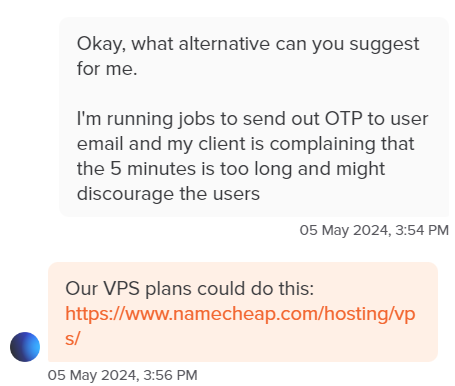 Okay, what alternative can you suggest
for me.
I'm running jobs to send out OTP to user
email and my client is complaining that
the 5 minutes is too long and might
discourage the users
05 May 2024, 3:54 PM
Our VPS plans could do this:
https://www.namecheap.com/hosting/vp
s/
05 May 2024, 3:56 PM